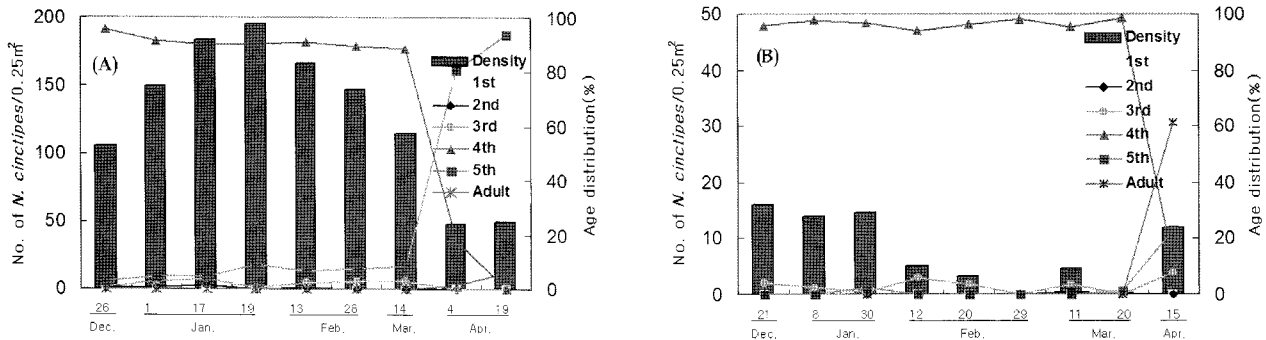 (A)
No. of N. cinctipes/0.25m²
200
150
100
50
0
100
80
60
40
20
0
Age distribution(%)
Density
1st
2nd
3rd
4th
5th
Adult
26 1 17 19 13 26 14 4 19
Dec. Jan. Feb. Mar. Apr.
(B)
No. of N. cinctipes/0.25m²
50
40
30
20
10
0
100
80
60
40
20
0
Age distribution(%)
Density
1st
2nd
3rd
4th
5th
Adult
21 8 30 12 20 29 11 20 15
Dec. Jan. Feb. Mar. Apr.